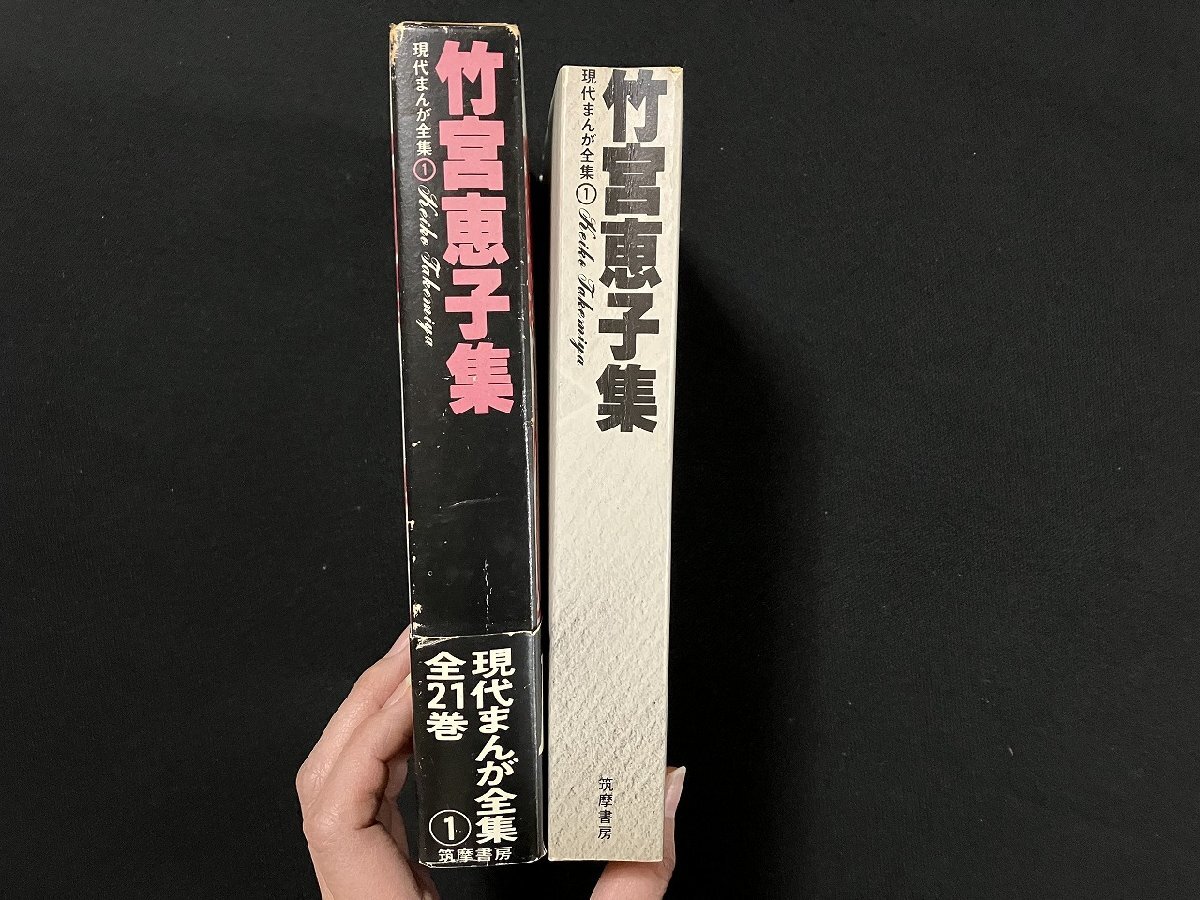 竹宮恵子集
現代まんが全集①
Keiko Takemiya
現代まんが全集①
全21巻
筑摩書房
竹宮恵子集
現代まんが全集①
Keiko Takemiya
筑摩書房